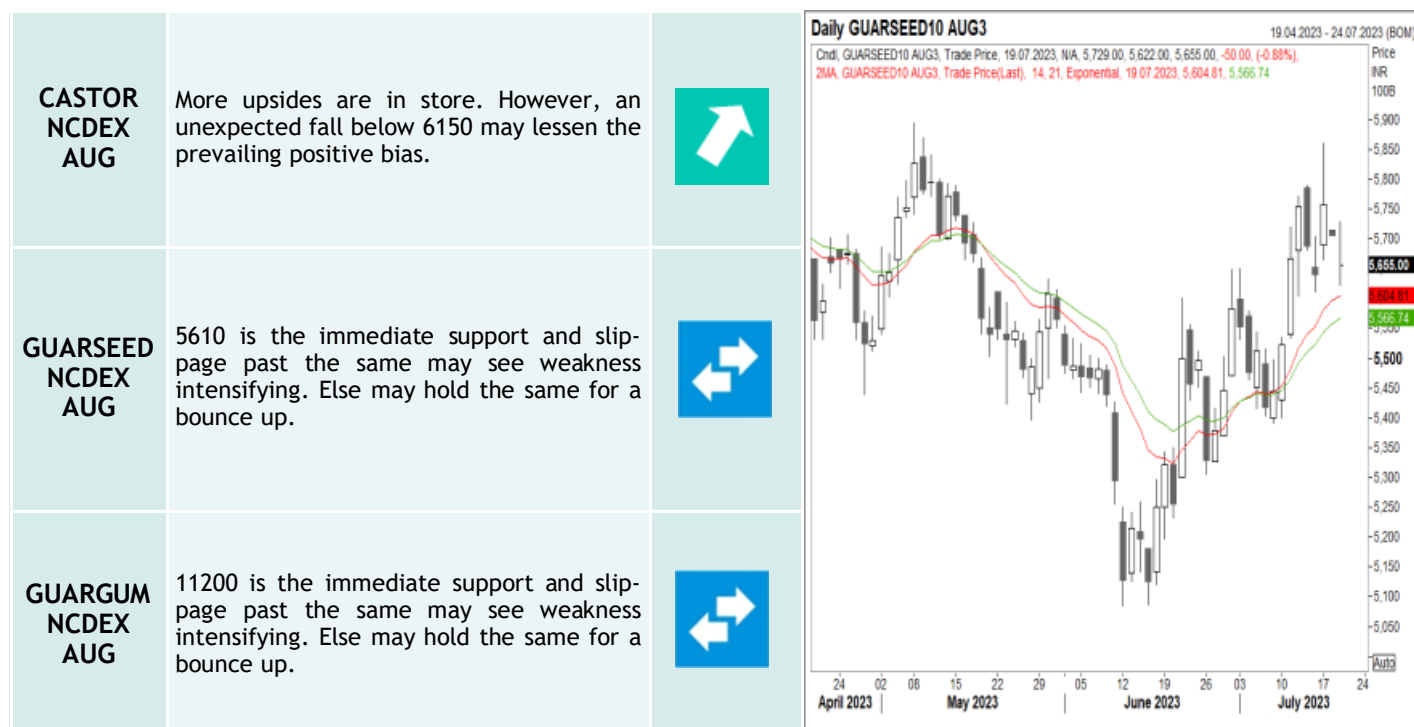 CASTOR
NCDEX
AUG
More upsides are in store. However, an
unexpected fall below 6150 may lessen the
prevailing positive bias.
GUARSEED
NCDEX
AUG
5610 is the immediate support and slip-
page past the same may see weakness
intensifying. Else may hold the same for a
bounce up.
GUARGUM
NCDEX
AUG
11200 is the immediate support and slip-
page past the same may see weakness
intensifying. Else may hold the same for a
bounce up.
Daily GUARSEED10 AUG3
19.04.2023 - 24.07.2023 (BOM)
Cndl, GUARSEED10 AUG3, Trade Price, 19.07.2023, N/A, 5,729.00, 5,622.00, 5,655.00, -50.00, (-0.88%),
2MA, GUARSEED10 AUG3, Trade Price(Last), 14, 21, Exponential, 19.07.2023, 5,604.81, 5,566.74
Price
INR
100B
5,900
5,850
5,800
5,750
5,700
5,655.00
5,604.81
5,566.74
5,550
5,500
5,450
5,400
5,350
5,300
5,250
5,200
5,150
5,100
5,050
Auto
24 02 08 15 22 29 05 12 19 26 03 10 17 24
April 2023 May 2023 June 2023 July 2023